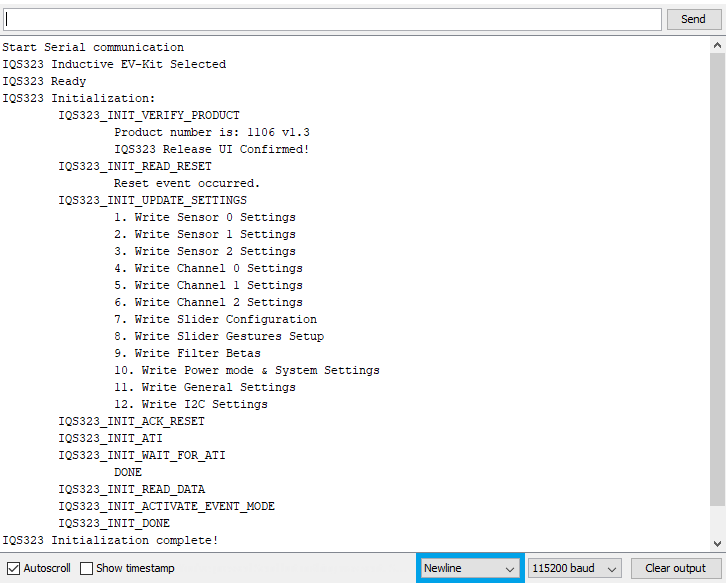 Send
Start Serial communication
IQS323 Inductive EV-Kit Selected
IQS323 Ready
IQS323 Initialization:
IQS323_INIT_VERIFY_PRODUCT
Product number is: 1106 v1.3
IQS323 Release UI Confirmed!
IQS323_INIT_READ_RESET
Reset event occurred.
IQS323_INIT_UPDATE_SETTINGS
1. Write Sensor 0 Settings
2. Write Sensor 1 Settings
3. Write Sensor 2 Settings
4. Write Channel 0 Settings
5. Write Channel 1 Settings
6. Write Channel 2 Settings
7. Write Slider Configuration
8. Write Slider Gestures Setup
9. Write Filter Betas
10. Write Power mode & System Settings
11. Write General Settings
12. Write I2C Settings
IQS323_INIT_ACK_RESET
IQS323_INIT_ATI
IQS323_INIT_WAIT_FOR_ATI
DONE
IQS323_INIT_READ_DATA
IQS323_INIT_ACTIVATE_EVENT_MODE
IQS323_INIT_DONE
IQS323 Initialization complete!
Autoscroll Show timestamp Newline 115200 baud Clear output